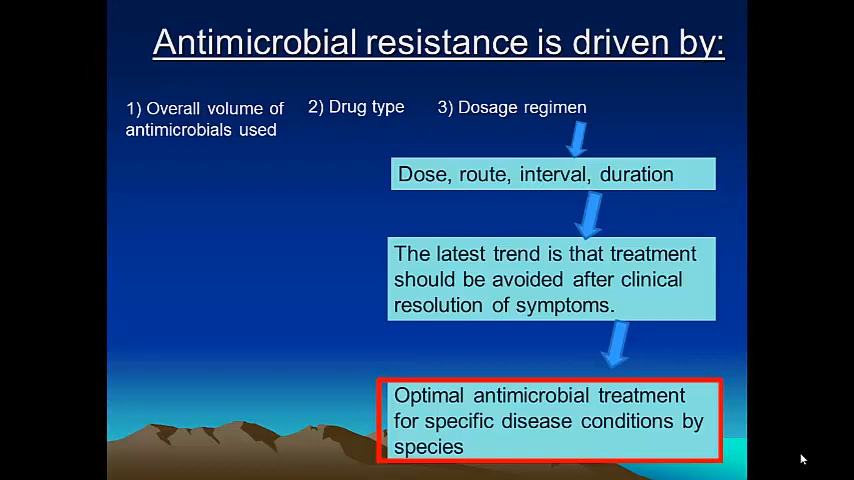 Antimicrobial resistance is driven by:
1) Overall volume of
antimicrobials used
2) Drug type
3) Dosage regimen
Dose, route, interval, duration
The latest trend is that treatment
should be avoided after clinical
resolution of symptoms.
Optimal antimicrobial treatment
for specific disease conditions by
species